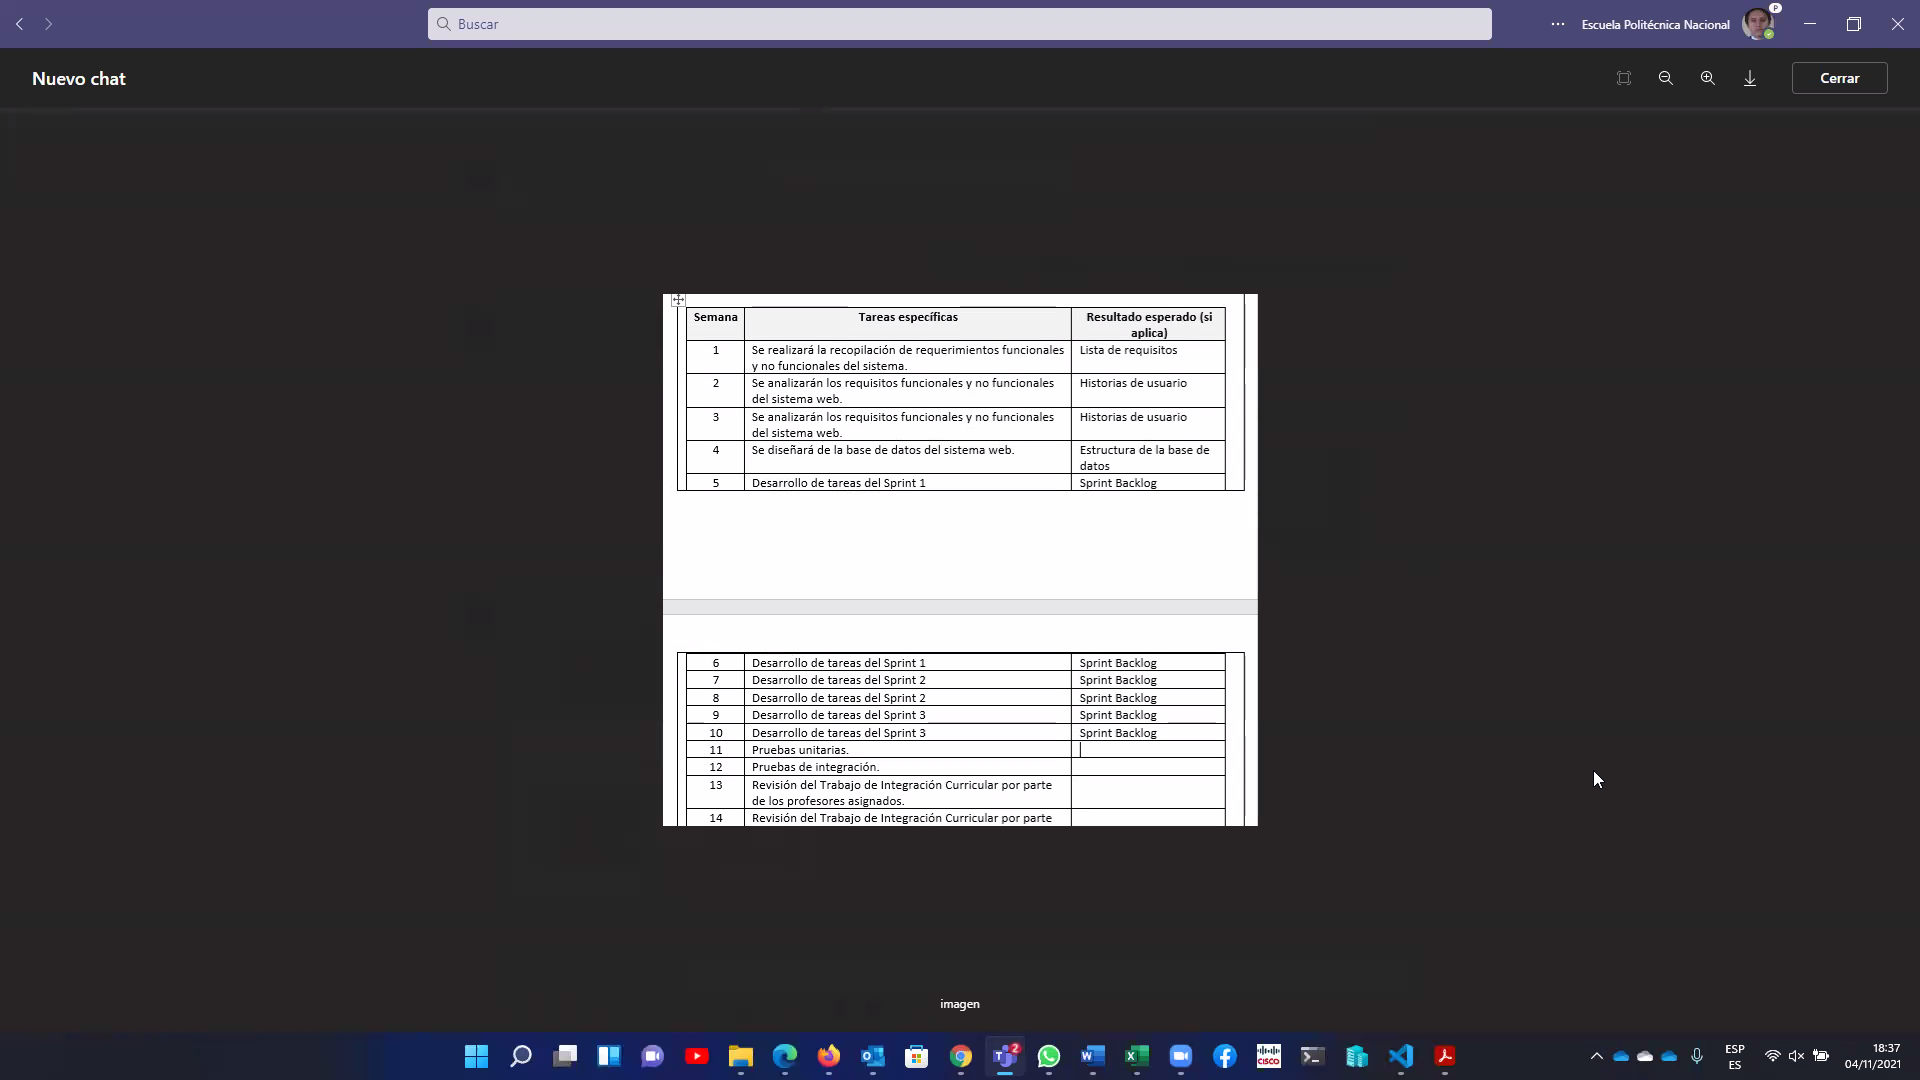 Buscar
Escuela Politécnica Nacional
P
Nuevo chat
Cerrar
Semana
Tareas específicas
Resultado esperado (si
aplica)
1
Se realizará la recopilación de requerimientos funcionales
y no funcionales del sistema.
Lista de requisitos
2
Se analizarán los requisitos funcionales y no funcionales
del sistema web.
Historias de usuario
3
Se analizarán los requisitos funcionales y no funcionales
del sistema web.
Historias de usuario
4
Se diseñará de la base de datos del sistema web.
Estructura de la base de
datos
5
Desarrollo de tareas del Sprint 1
Sprint Backlog
6
Desarrollo de tareas del Sprint 1
Sprint Backlog
7
Desarrollo de tareas del Sprint 2
Sprint Backlog
8
Desarrollo de tareas del Sprint 2
Sprint Backlog
9
Desarrollo de tareas del Sprint 3
Sprint Backlog
10
Desarrollo de tareas del Sprint 3
Sprint Backlog
11
Pruebas unitarias.
12
Pruebas de integración.
13
Revisión del Trabajo de Integración Curricular por parte
de los profesores asignados.
14
Revisión del Trabajo de Integración Curricular por parte
imagen
2
CISCO
ESP
ES
18:37
04/11/2021